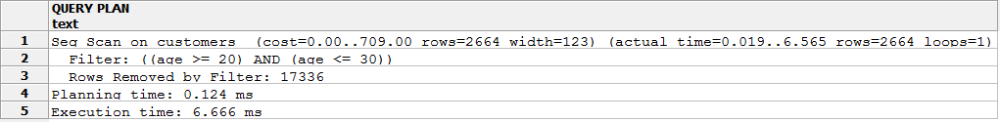 QUERY PLAN
text
1 Seq Scan on customers (cost=0.00..709.00 rows=2664 width=123) (actual time=0.019..6.565 rows=2664 loops=1)
2 Filter: ((age >= 20) AND (age <= 30))
3 Rows Removed by Filter: 17336
4 Planning time: 0.124 ms
5 Execution time: 6.666 ms